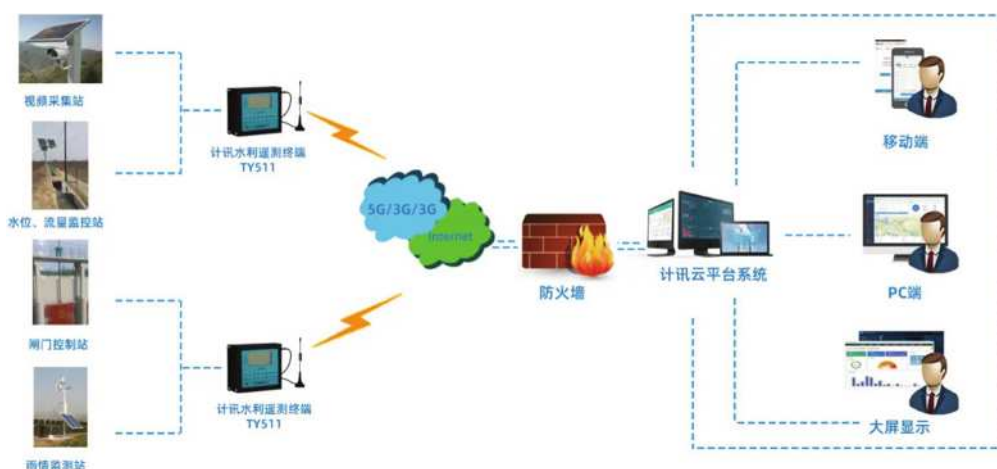 视频采集站
水位、流量监控站
闸门控制站
雨情监测站
计讯水利遥测终端
TY511
计讯水利遥测终端
TY511
5G/3G/3G
Internet
防火墙
计讯云平台系统
移动端
PC端
大屏显示